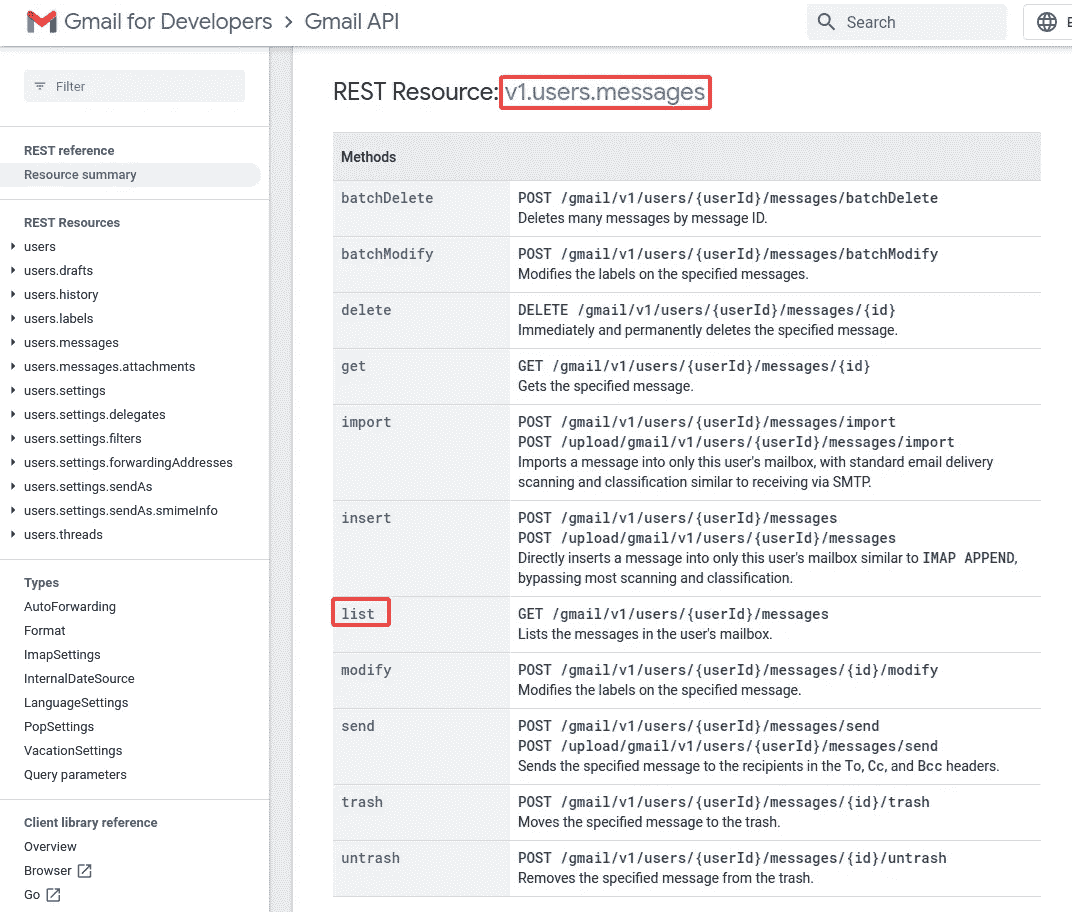 Gmail for Developers > Gmail API
Search
E
Filter
REST reference
Resource summary
REST Resources
users
users.drafts
users.history
users.labels
users.messages
users.messages.attachments
users.settings
users.settings.delegates
users.settings.filters
users.settings.forwardingAddresses
users.settings.sendAs
users.settings.sendAs.smimeInfo
users.threads
Types
AutoForwarding
Format
ImapSettings
InternalDateSource
LanguageSettings
PopSettings
VacationSettings
Query parameters
Client library reference
Overview
Browser
Go
REST Resource: v1.users.messages
Methods
batchDelete
POST /gmail/v1/users/{userId}/messages/batchDelete
Deletes many messages by message ID.
batchModify
POST /gmail/v1/users/{userId}/messages/batchModify
Modifies the labels on the specified messages.
delete
DELETE /gmail/v1/users/{userId}/messages/{id}
Immediately and permanently deletes the specified message.
get
GET /gmail/v1/users/{userId}/messages/{id}
Gets the specified message.
import
POST /gmail/v1/users/{userId}/messages/import
POST /upload/gmail/v1/users/{userId}/messages/import
Imports a message into only this user's mailbox, with standard email delivery
scanning and classification similar to receiving via SMTP.
insert
POST /gmail/v1/users/{userId}/messages
POST /upload/gmail/v1/users/{userId}/messages
Directly inserts a message into only this user's mailbox similar to IMAP APPEND,
bypassing most scanning and classification.
list
GET /gmail/v1/users/{userId}/messages
Lists the messages in the user's mailbox.
modify
POST /gmail/v1/users/{userId}/messages/{id}/modify
Modifies the labels on the specified message.
send
POST /gmail/v1/users/{userId}/messages/send
POST /upload/gmail/v1/users/{userId}/messages/send
Sends the specified message to the recipients in the To, Cc, and Bcc headers.
trash
POST /gmail/v1/users/{userId}/messages/{id}/trash
Moves the specified message to the trash.
untrash
POST /gmail/v1/users/{userId}/messages/{id}/untrash
Removes the specified message from the trash.